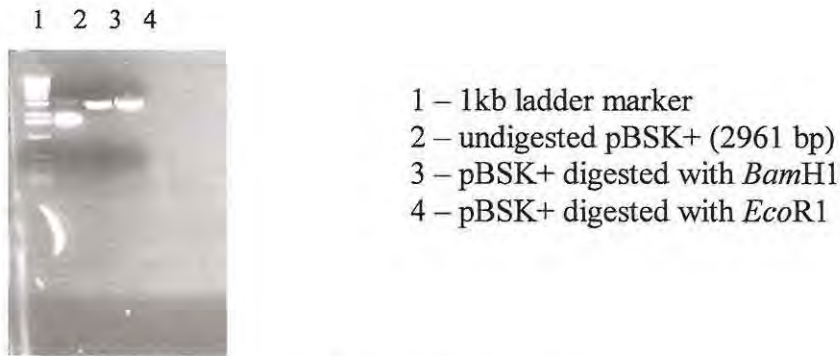 1 2 3 4
1 – 1kb ladder marker
2 – undigested pBSK+ (2961 bp)
3 – pBSK+ digested with BamH1
4 – pBSK+ digested with EcoR1